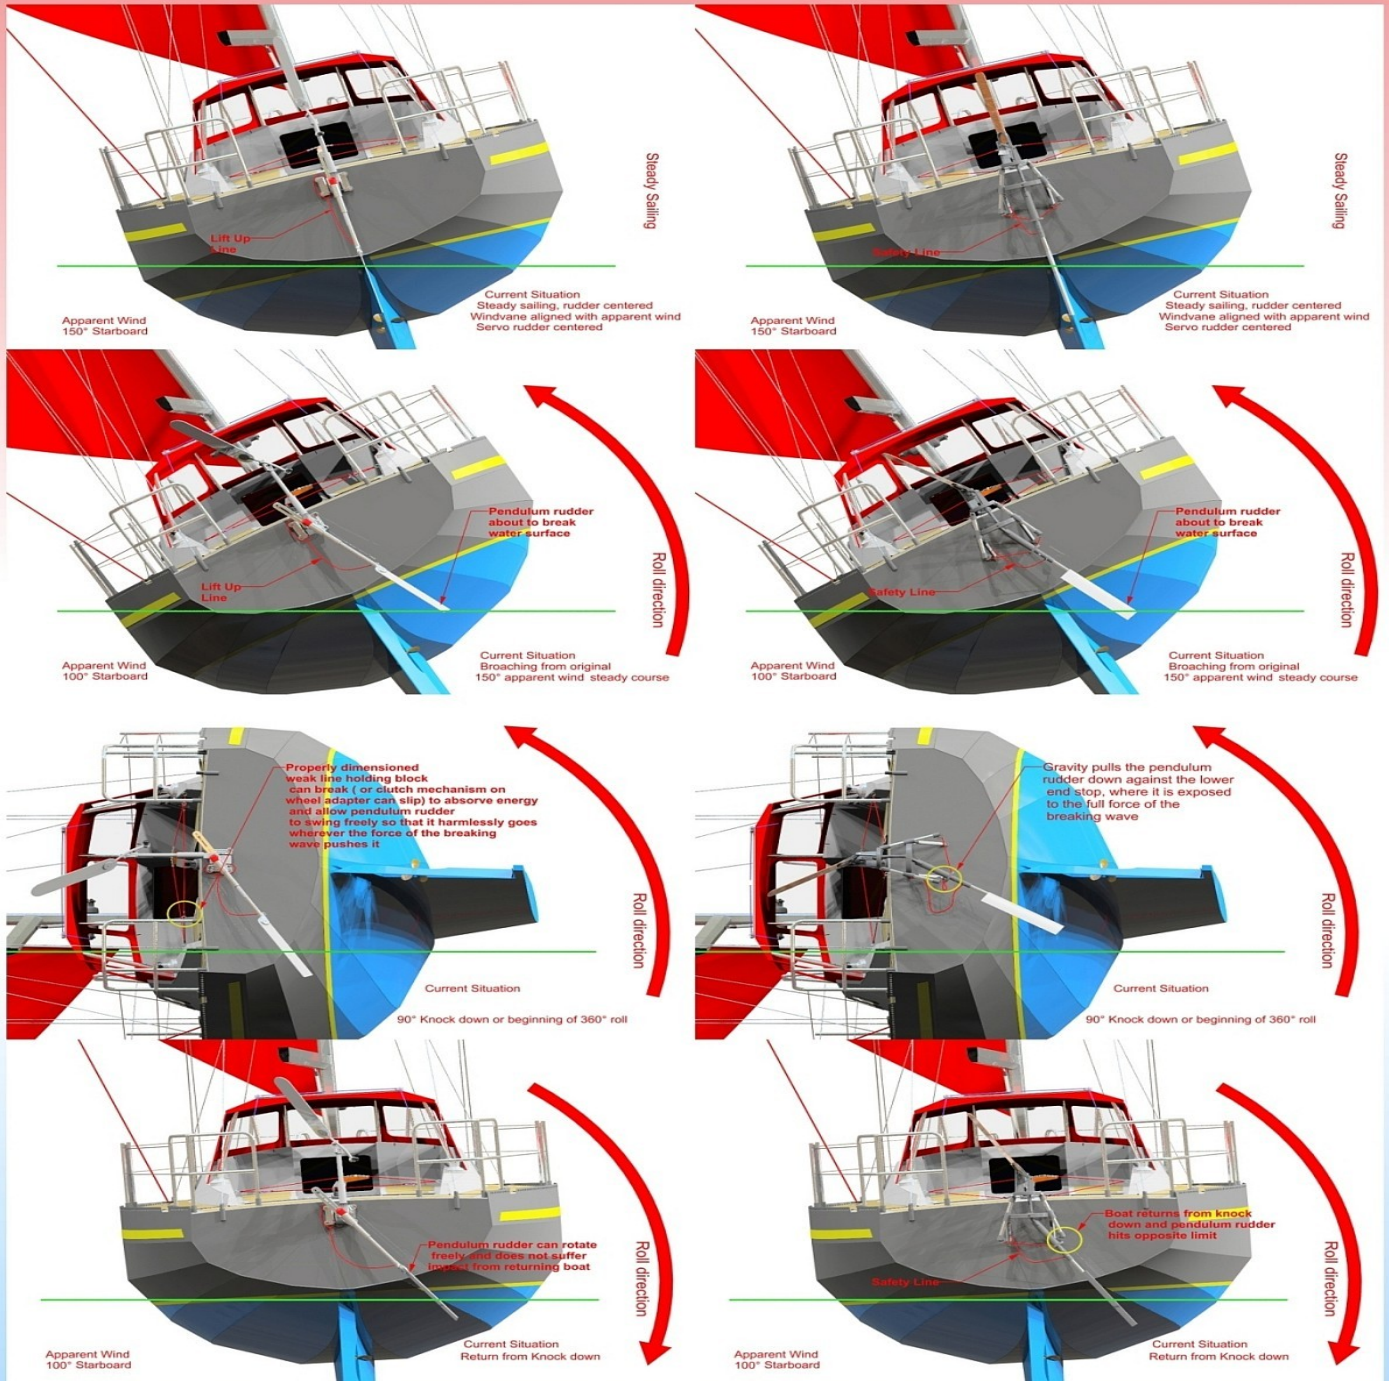 Steady Sailing
Lift Up
Line
Current Situation
Steady sailing, rudder centered
Windvane aligned with apparent wind
Servo rudder centered
Apparent Wind
150° Starboard
Steady Sailing
Safety Line
Current Situation
Steady sailing, rudder centered
Windvane aligned with apparent wind
Servo rudder centered
Apparent Wind
150° Starboard
Pendulum rudder
about to break
water surface
Roll direction
Lift Up
Line
Current Situation
Broaching from original
150° apparent wind steady course
Apparent Wind
100° Starboard
Pendulum rudder
about to break
water surface
Roll direction
Safety Line
Current Situation
Broaching from original
150° apparent wind steady course
Apparent Wind
100° Starboard
Properly dimensioned
weak line holding block
can break ( or clutch mechanism on
wheel adapter can slip) to absorve energy
and allow pendulum rudder
to swing freely so that it harmlessly goes
wherever the force of the breaking
wave pushes it
Roll direction
Current Situation
90° Knock down or beginning of 360° roll
Gravity pulls the pendulum
rudder down against the lower
end stop, where it is exposed
to the full force of the
breaking wave
Roll direction
Current Situation
90° Knock down or beginning of 360° roll
Pendulum rudder can rotate
freely and does not suffer
impact from returning boat
Roll direction
Current Situation
Return from Knock down
Apparent Wind
100° Starboard
Boat returns from knock
down and pendulum rudder
hits opposite limit
Roll direction
Safety Line
Current Situation
Return from Knock down
Apparent Wind
100° Starboard